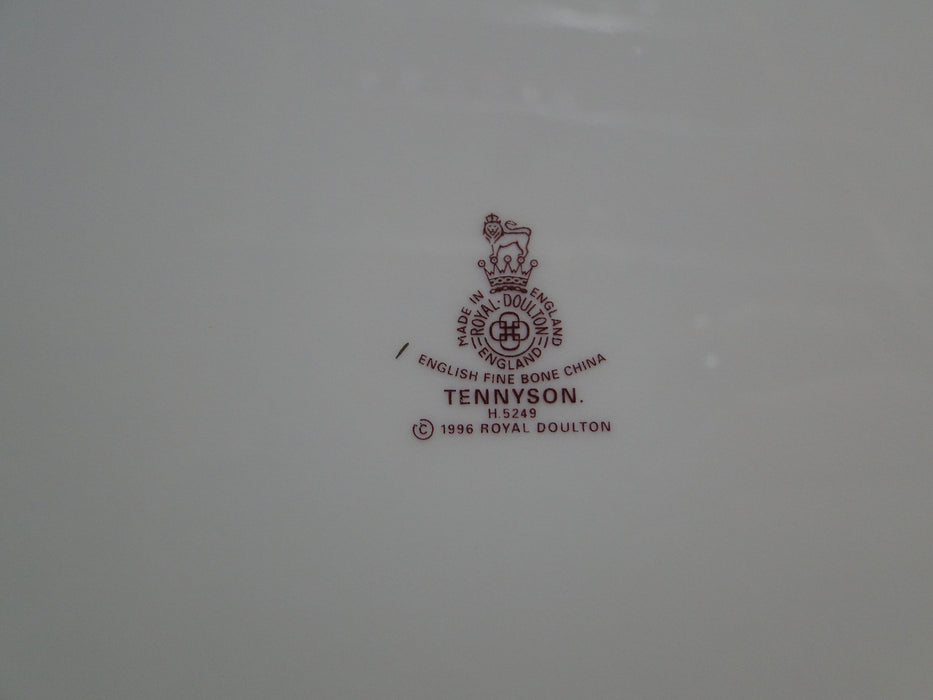 MADE IN ENGLAND
ROYAL · DOULTON
ENGLAND
ENGLISH FINE BONE CHINA
TENNYSON.
H.5249
© 1996 ROYAL DOULTON